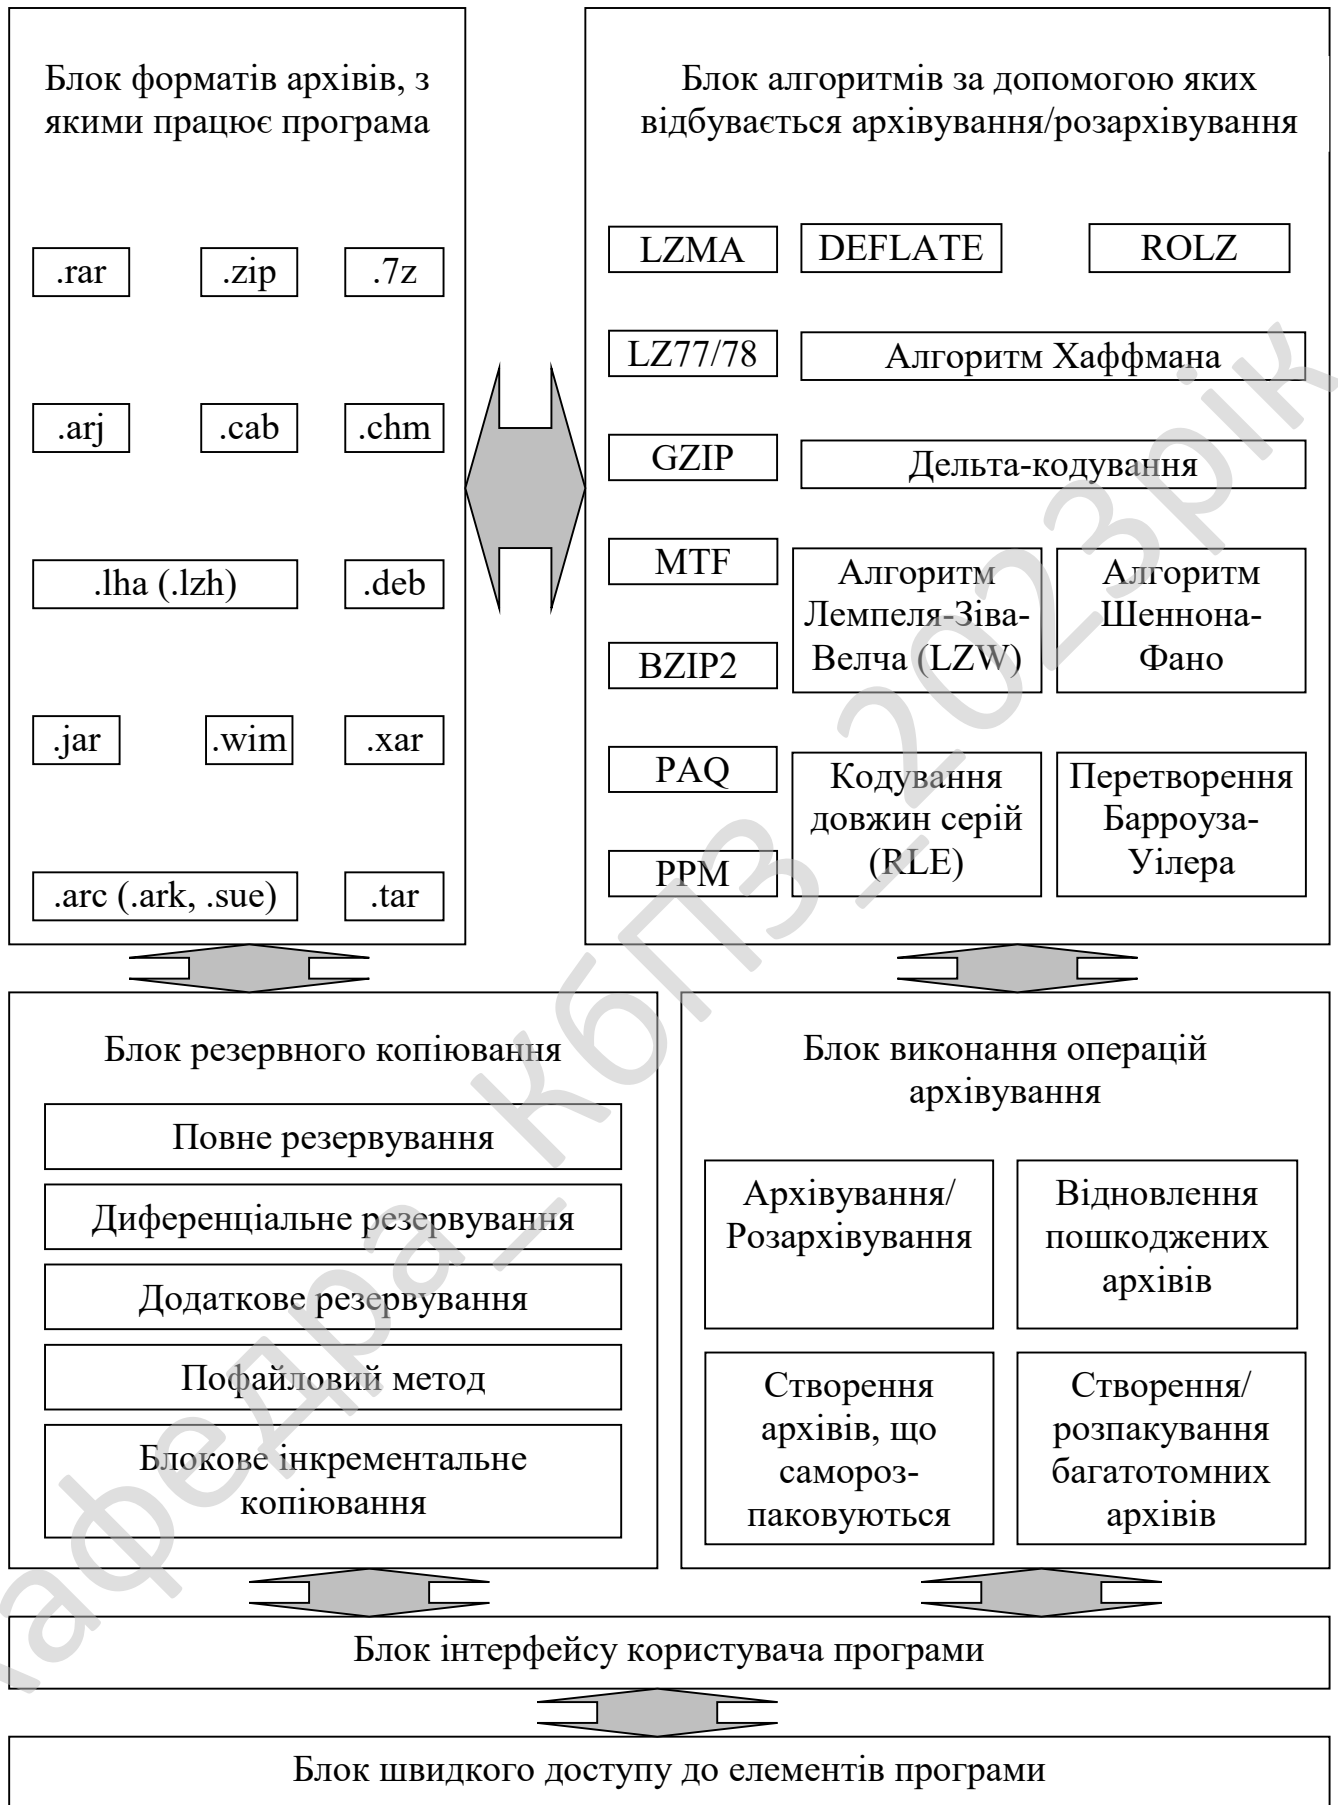 Блок форматів архівів, з
якими працює програма
.rar
.zip
.7z
.arj
.cab
.chm
.lha (.lzh)
.deb
.jar
.wim
.xar
.arc (.ark, .sue)
.tar
Блок алгоритмів за допомогою яких
відбувається архівування/розархівування
LZMA
DEFLATE
ROLZ
LZ77/78
Алгоритм Хаффмана
GZIP
Дельта-кодування
MTF
BZIP2
PAQ
PPM
Алгоритм
Лемпеля-Зіва-
Велча (LZW)
Алгоритм
Шеннона-
Фано
Кодування
довжин серій
(RLE)
Перетворення
Барроуза-
Уілера
Блок резервного копіювання
Повне резервування
Диференціальне резервування
Додаткове резервування
Пофайловий метод
Блокове інкрементальне
копіювання
Блок виконання операцій
архівування
Архівування/
Розархівування
Відновлення
пошкоджених
архівів
Створення
архівів, що
самороз-
паковуються
Створення/
розпакування
багатотомних
архівів
Блок інтерфейсу користувача програми
Блок швидкого доступу до елементів програми
кафедра_КбПЗ_2023рік